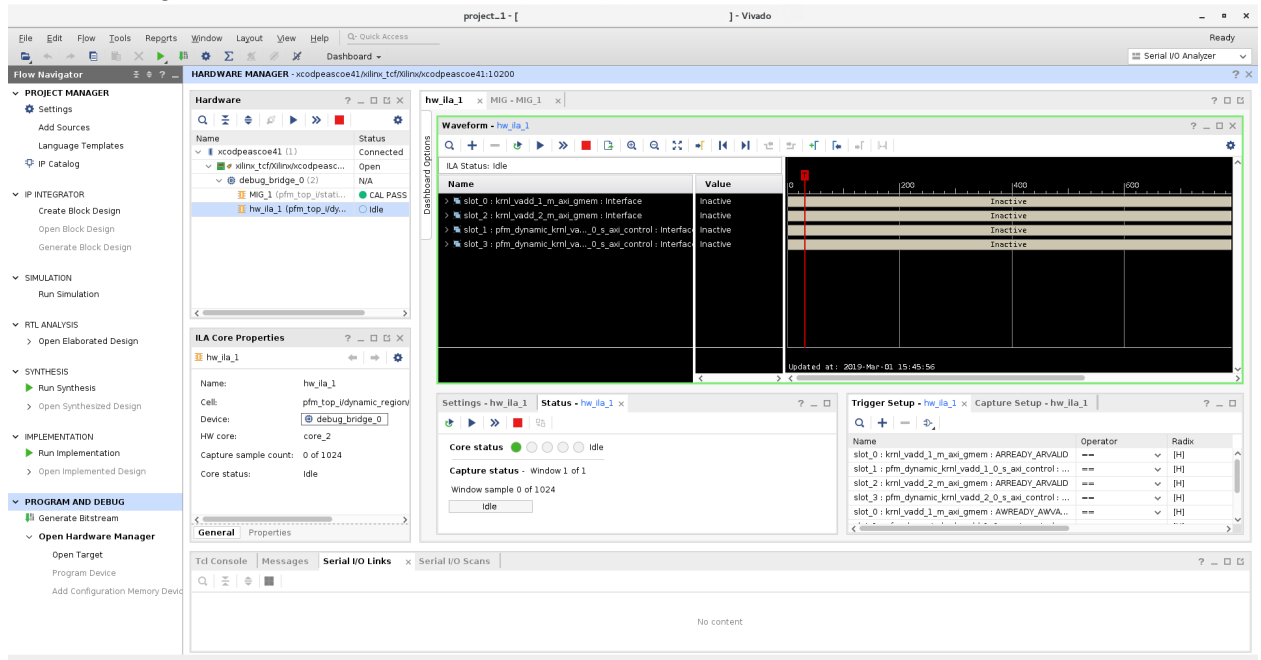 project_1 - [ ] - Vivado
File Edit Flow Tools Reports Window Layout View Help Q- Quick Access
Ready
Dashboard
Serial I/O Analyzer
Flow Navigator
HARDWARE MANAGER - xcodpeascoe41/xilinx_tcf/Xilinx/xcodpeascoe41:10200
PROJECT MANAGER
Settings
Add Sources
Language Templates
IP Catalog
IP INTEGRATOR
Create Block Design
Open Block Design
Generate Block Design
SIMULATION
Run Simulation
RTL ANALYSIS
Open Elaborated Design
SYNTHESIS
Run Synthesis
Open Synthesized Design
IMPLEMENTATION
Run Implementation
Open Implemented Design
PROGRAM AND DEBUG
Generate Bitstream
Open Hardware Manager
Open Target
Program Device
Add Configuration Memory Devic
Hardware
Name Status
xcodpeascoe41 (1) Connected
xilinx_tcf/Xilinx/xcodpeasc... Open
debug_bridge_0 (2) N/A
MIG_1 (pfm_top_i/stati... CAL PASS
hw_ila_1 (pfm_top_i/dy... Idle
ILA Core Properties
hw_ila_1
Name: hw_ila_1
Cell: pfm_top_i/dynamic_region/
Device: debug_bridge_0
HW core: core_2
Capture sample count: 0 of 1024
Core status: Idle
General Properties
hw_ila_1 MIG - MIG_1
Dashboard Options
Waveform - hw_ila_1
ILA Status: Idle
Name Value
slot_0 : krnl_vadd_1_m_axi_gmem : Interface Inactive
slot_2 : krnl_vadd_2_m_axi_gmem : Interface Inactive
slot_1 : pfm_dynamic_krnl_va..._0_s_axi_control : Interfac Inactive
slot_3 : pfm_dynamic_krnl_va..._0_s_axi_control : Interfac Inactive
T
0 200 400 600
Inactive
Inactive
Inactive
Inactive
Updated at: 2019-Mar-01 15:45:56
Settings - hw_ila_1 Status - hw_ila_1
Core status Idle
Capture status - Window 1 of 1
Window sample 0 of 1024
Idle
Trigger Setup - hw_ila_1 Capture Setup - hw_ila_1
Name Operator Radix
slot_0 : krnl_vadd_1_m_axi_gmem : ARREADY_ARVALID == [H]
slot_1 : pfm_dynamic_krnl_vadd_1_0_s_axi_control : ... == [H]
slot_2 : krnl_vadd_2_m_axi_gmem : ARREADY_ARVALID == [H]
slot_3 : pfm_dynamic_krnl_vadd_2_0_s_axi_control : ... == [H]
slot_0 : krnl_vadd_1_m_axi_gmem : AWREADY_AWVA... == [H]
Tcl Console Messages Serial I/O Links Serial I/O Scans
No content